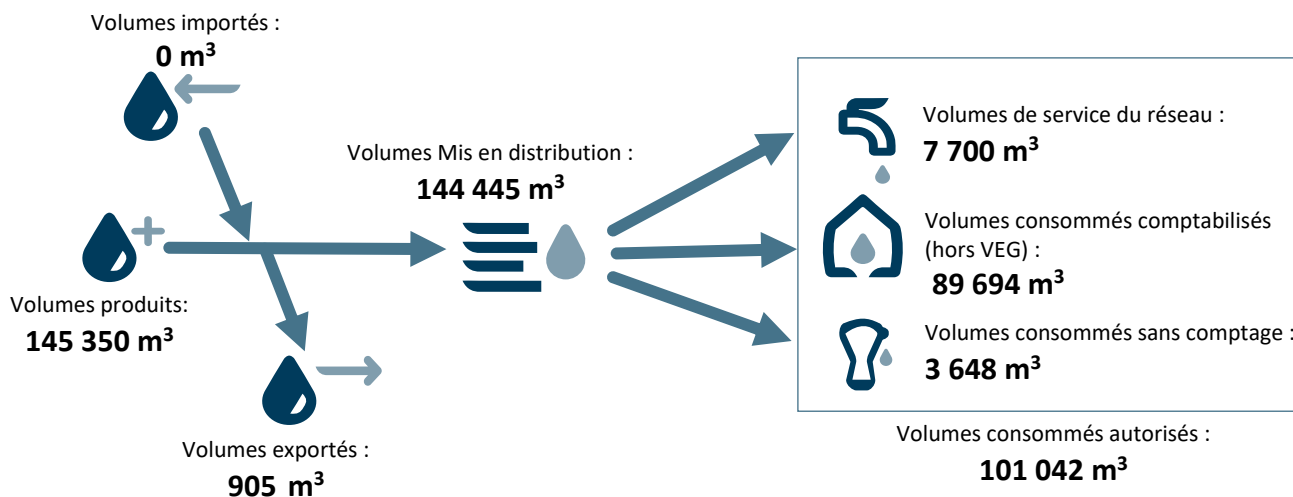 Volumes importés :
0 m³
Volumes produits:
145 350 m³
Volumes exportés :
905 m³
Volumes Mis en distribution :
144 445 m³
Volumes de service du réseau :
7 700 m³
Volumes consommés comptabilisés
(hors VEG) :
89 694 m³
Volumes consommés sans comptage :
3 648 m³
Volumes consommés autorisés :
101 042 m³